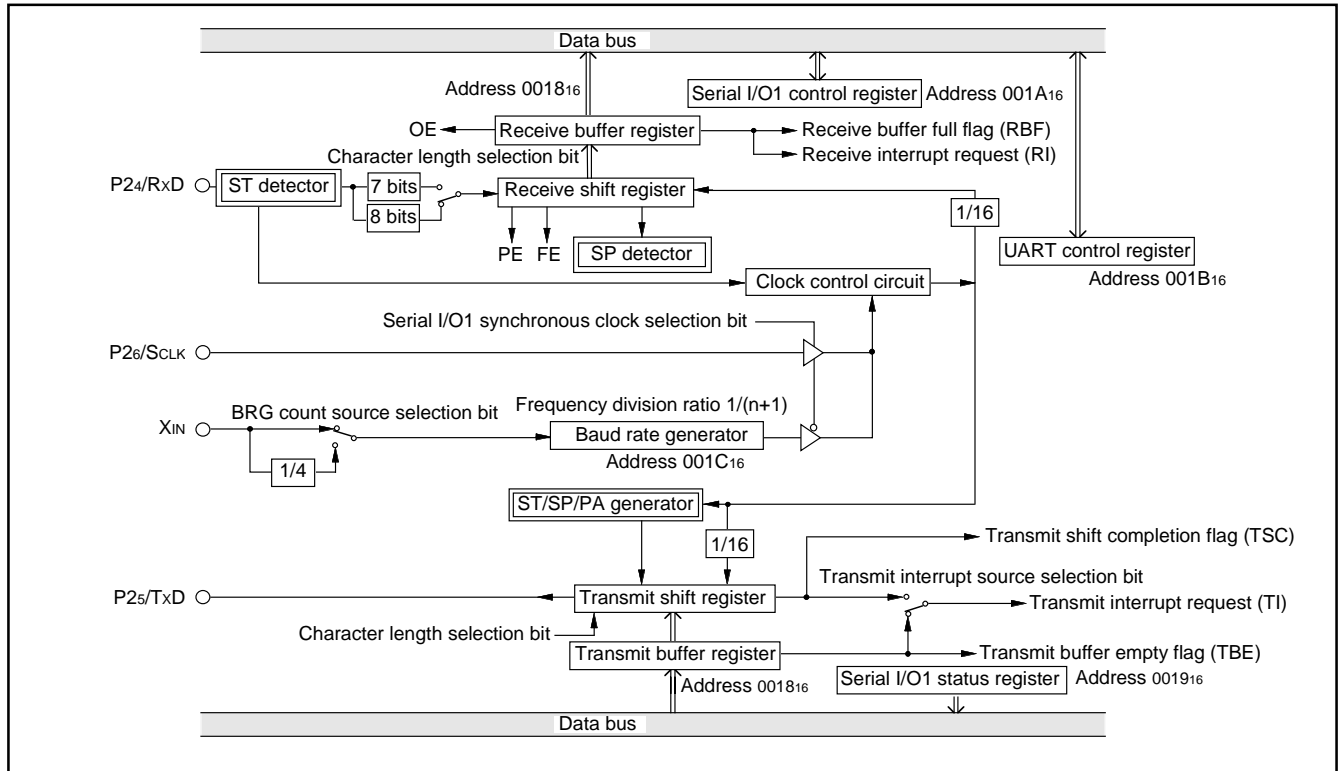 Data bus
Address 0018₁₆
Serial I/O1 control register
Address 001A₁₆
OE
Receive buffer register
Receive buffer full flag (RBF)
Receive interrupt request (RI)
Character length selection bit
P2₄/RxD
ST detector
7 bits
8 bits
Receive shift register
1/16
PE
FE
SP detector
UART control register
Address 001B₁₆
Clock control circuit
Serial I/O1 synchronous clock selection bit
P2₆/SCLK
BRG count source selection bit
Frequency division ratio 1/(n+1)
XIN
Baud rate generator
Address 001C₁₆
1/4
ST/SP/PA generator
1/16
Transmit shift completion flag (TSC)
Transmit interrupt source selection bit
P2₅/TxD
Transmit shift register
Transmit interrupt request (TI)
Character length selection bit
Transmit buffer register
Transmit buffer empty flag (TBE)
Address 0018₁₆
Serial I/O1 status register
Address 0019₁₆
Data bus